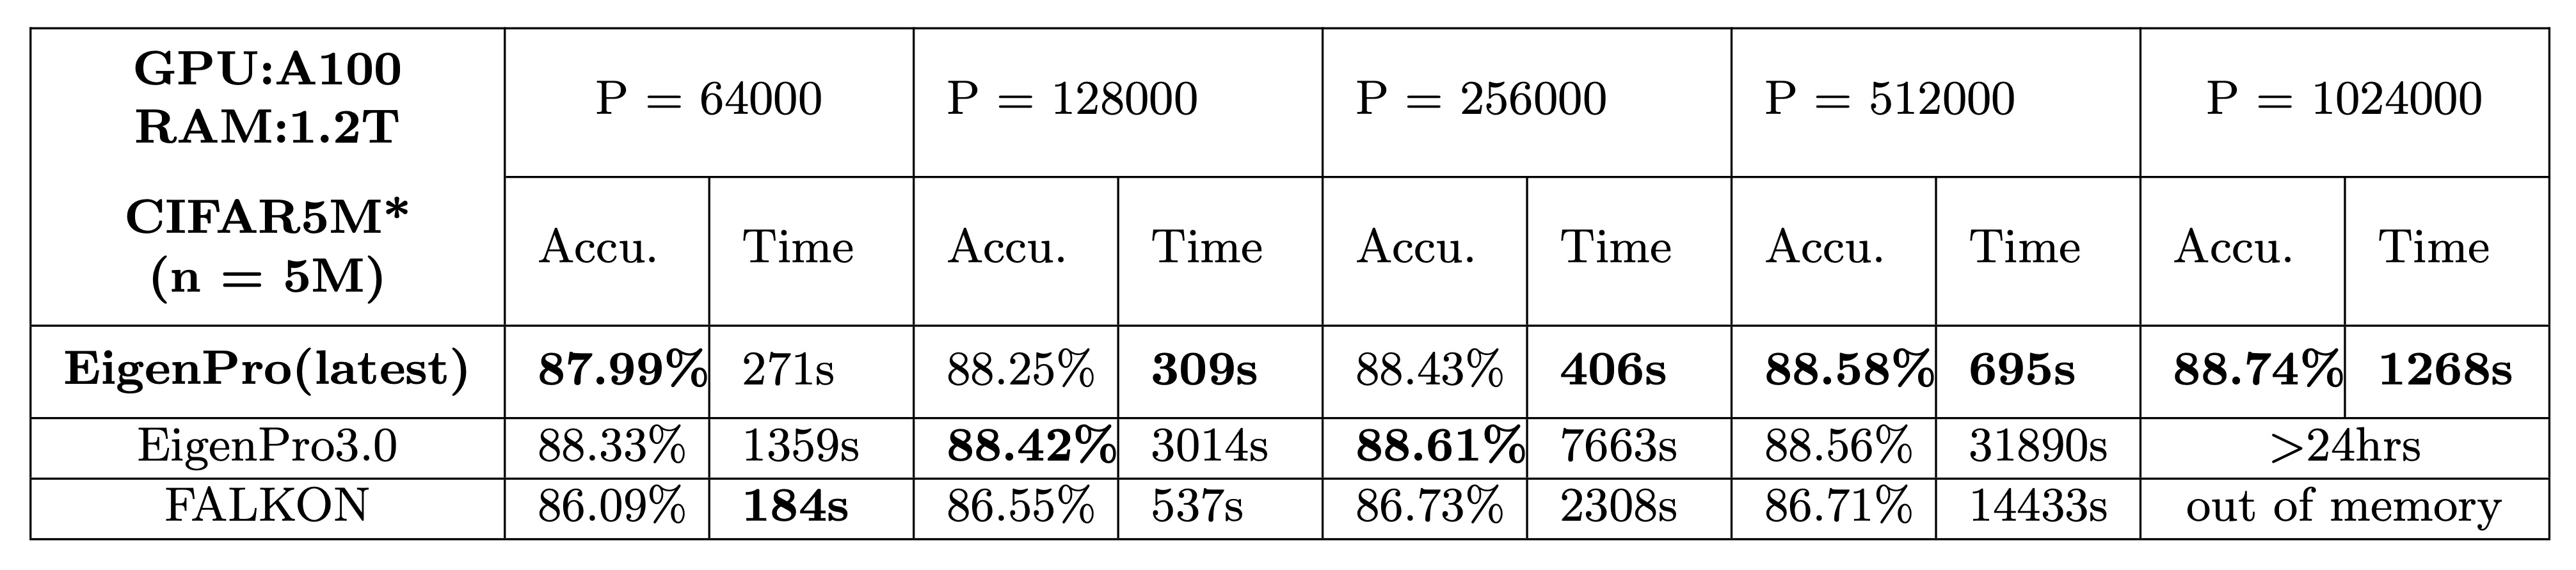 GPU:A100
RAM:1.2T
P = 64000 P = 128000 P = 256000 P = 512000 P = 1024000
CIFAR5M*
(n = 5M)
Accu. Time Accu. Time Accu. Time Accu. Time Accu. Time
EigenPro(latest) 87.99% 271s 88.25% 309s 88.43% 406s 88.58% 695s 88.74% 1268s
EigenPro3.0 88.33% 1359s 88.42% 3014s 88.61% 7663s 88.56% 31890s >24hrs
FALKON 86.09% 184s 86.55% 537s 86.73% 2308s 86.71% 14433s out of memory